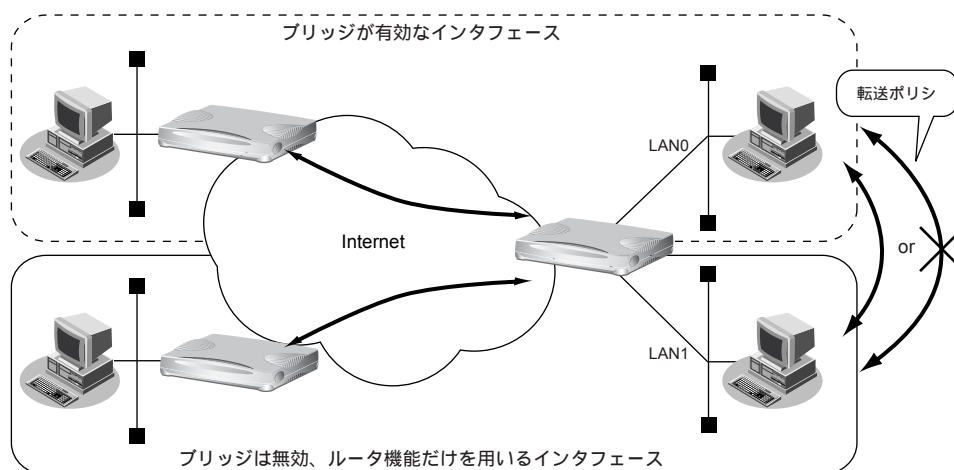 ブリッジが有効なインタフェース
転送ポリシ
LAN0
Internet
or
LAN1
ブリッジは無効、ルータ機能だけを用いるインタフェース